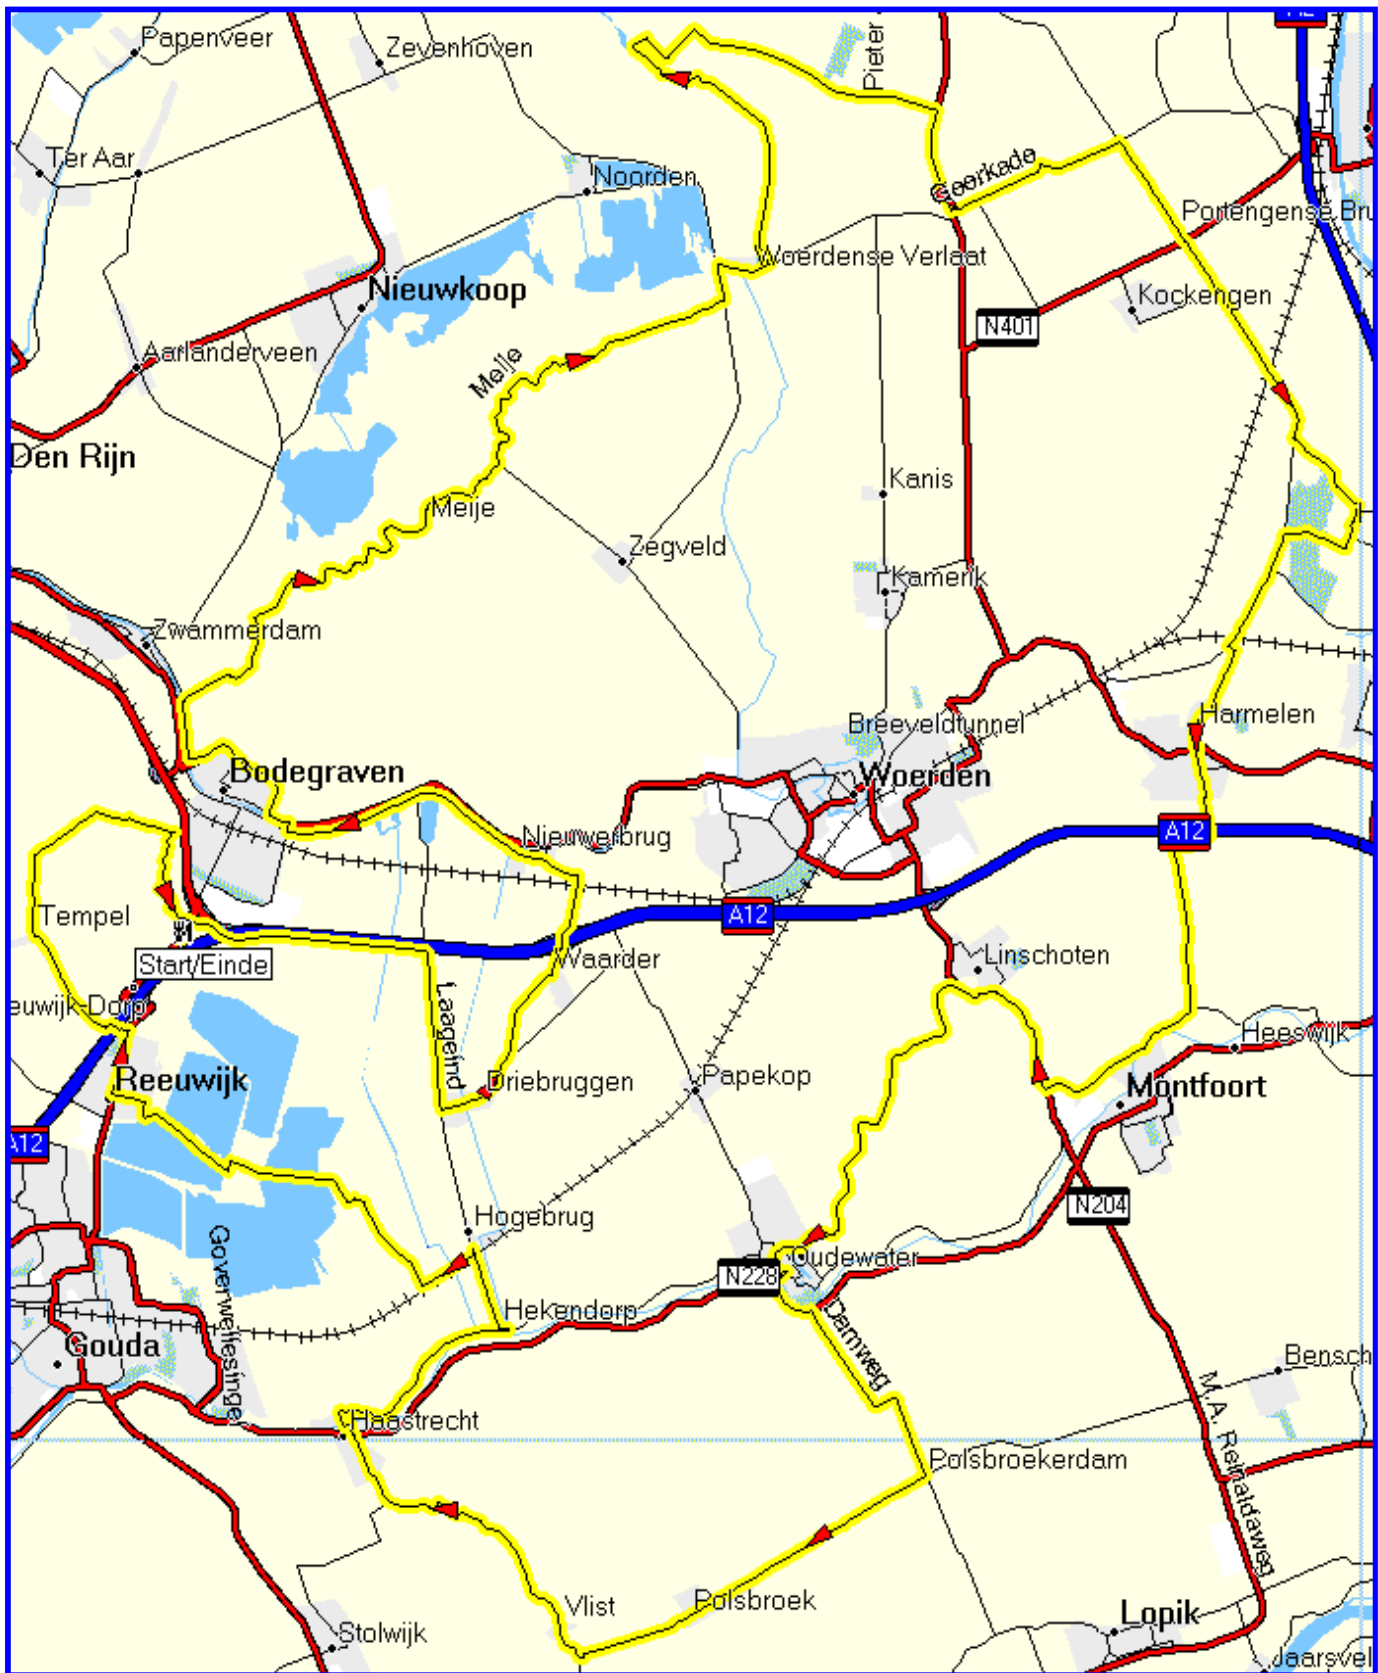 Papenveer
Zevenhoven
Pieter
Ter Aar
Noorden
Geerkade
Portengense Bru
Woerdense Verlaat
Nieuwkoop
Kockengen
N401
Aarlanderveen
Meije
Den Rijn
Kanis
Meije
Zegveld
Kamerik
Zwammerdam
Harmelen
Breeveldtunnel
Bodegraven
Woerden
Nieuwerbrug
A12
Tempel
A12
Start/Einde
Waarder
Linschoten
euwijk-Dorp
Laageind
Heeswijk
Reeuwijk
Driebruggen
Papekop
Montfoort
A12
N204
Hogebrug
Goverwellesinge
Oudewater
N228
Hekendorp
Damweg
Gouda
Bensch
Haastrecht
M.A. Reinaldaweg
Polsbroekerdam
Vlist
Polsbroek
Lopik
Stolwijk
Jaarsvel